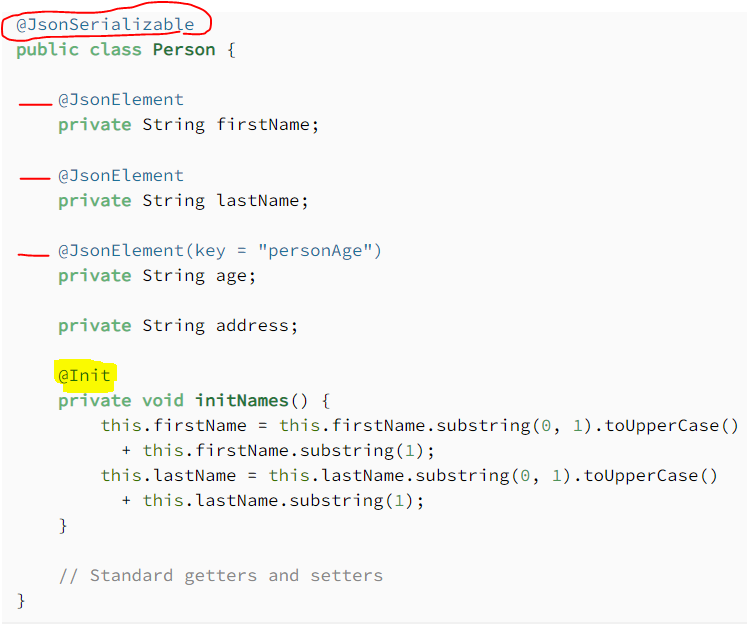 @JsonSerializable
public class Person {
@JsonElement
private String firstName;
@JsonElement
private String lastName;
@JsonElement(key = "personAge")
private String age;
private String address;
@Init
private void initNames() {
this.firstName = this.firstName.substring(0, 1).toUpperCase()
+ this.firstName.substring(1);
this.lastName = this.lastName.substring(0, 1).toUpperCase()
+ this.lastName.substring(1);
}
// Standard getters and setters
}